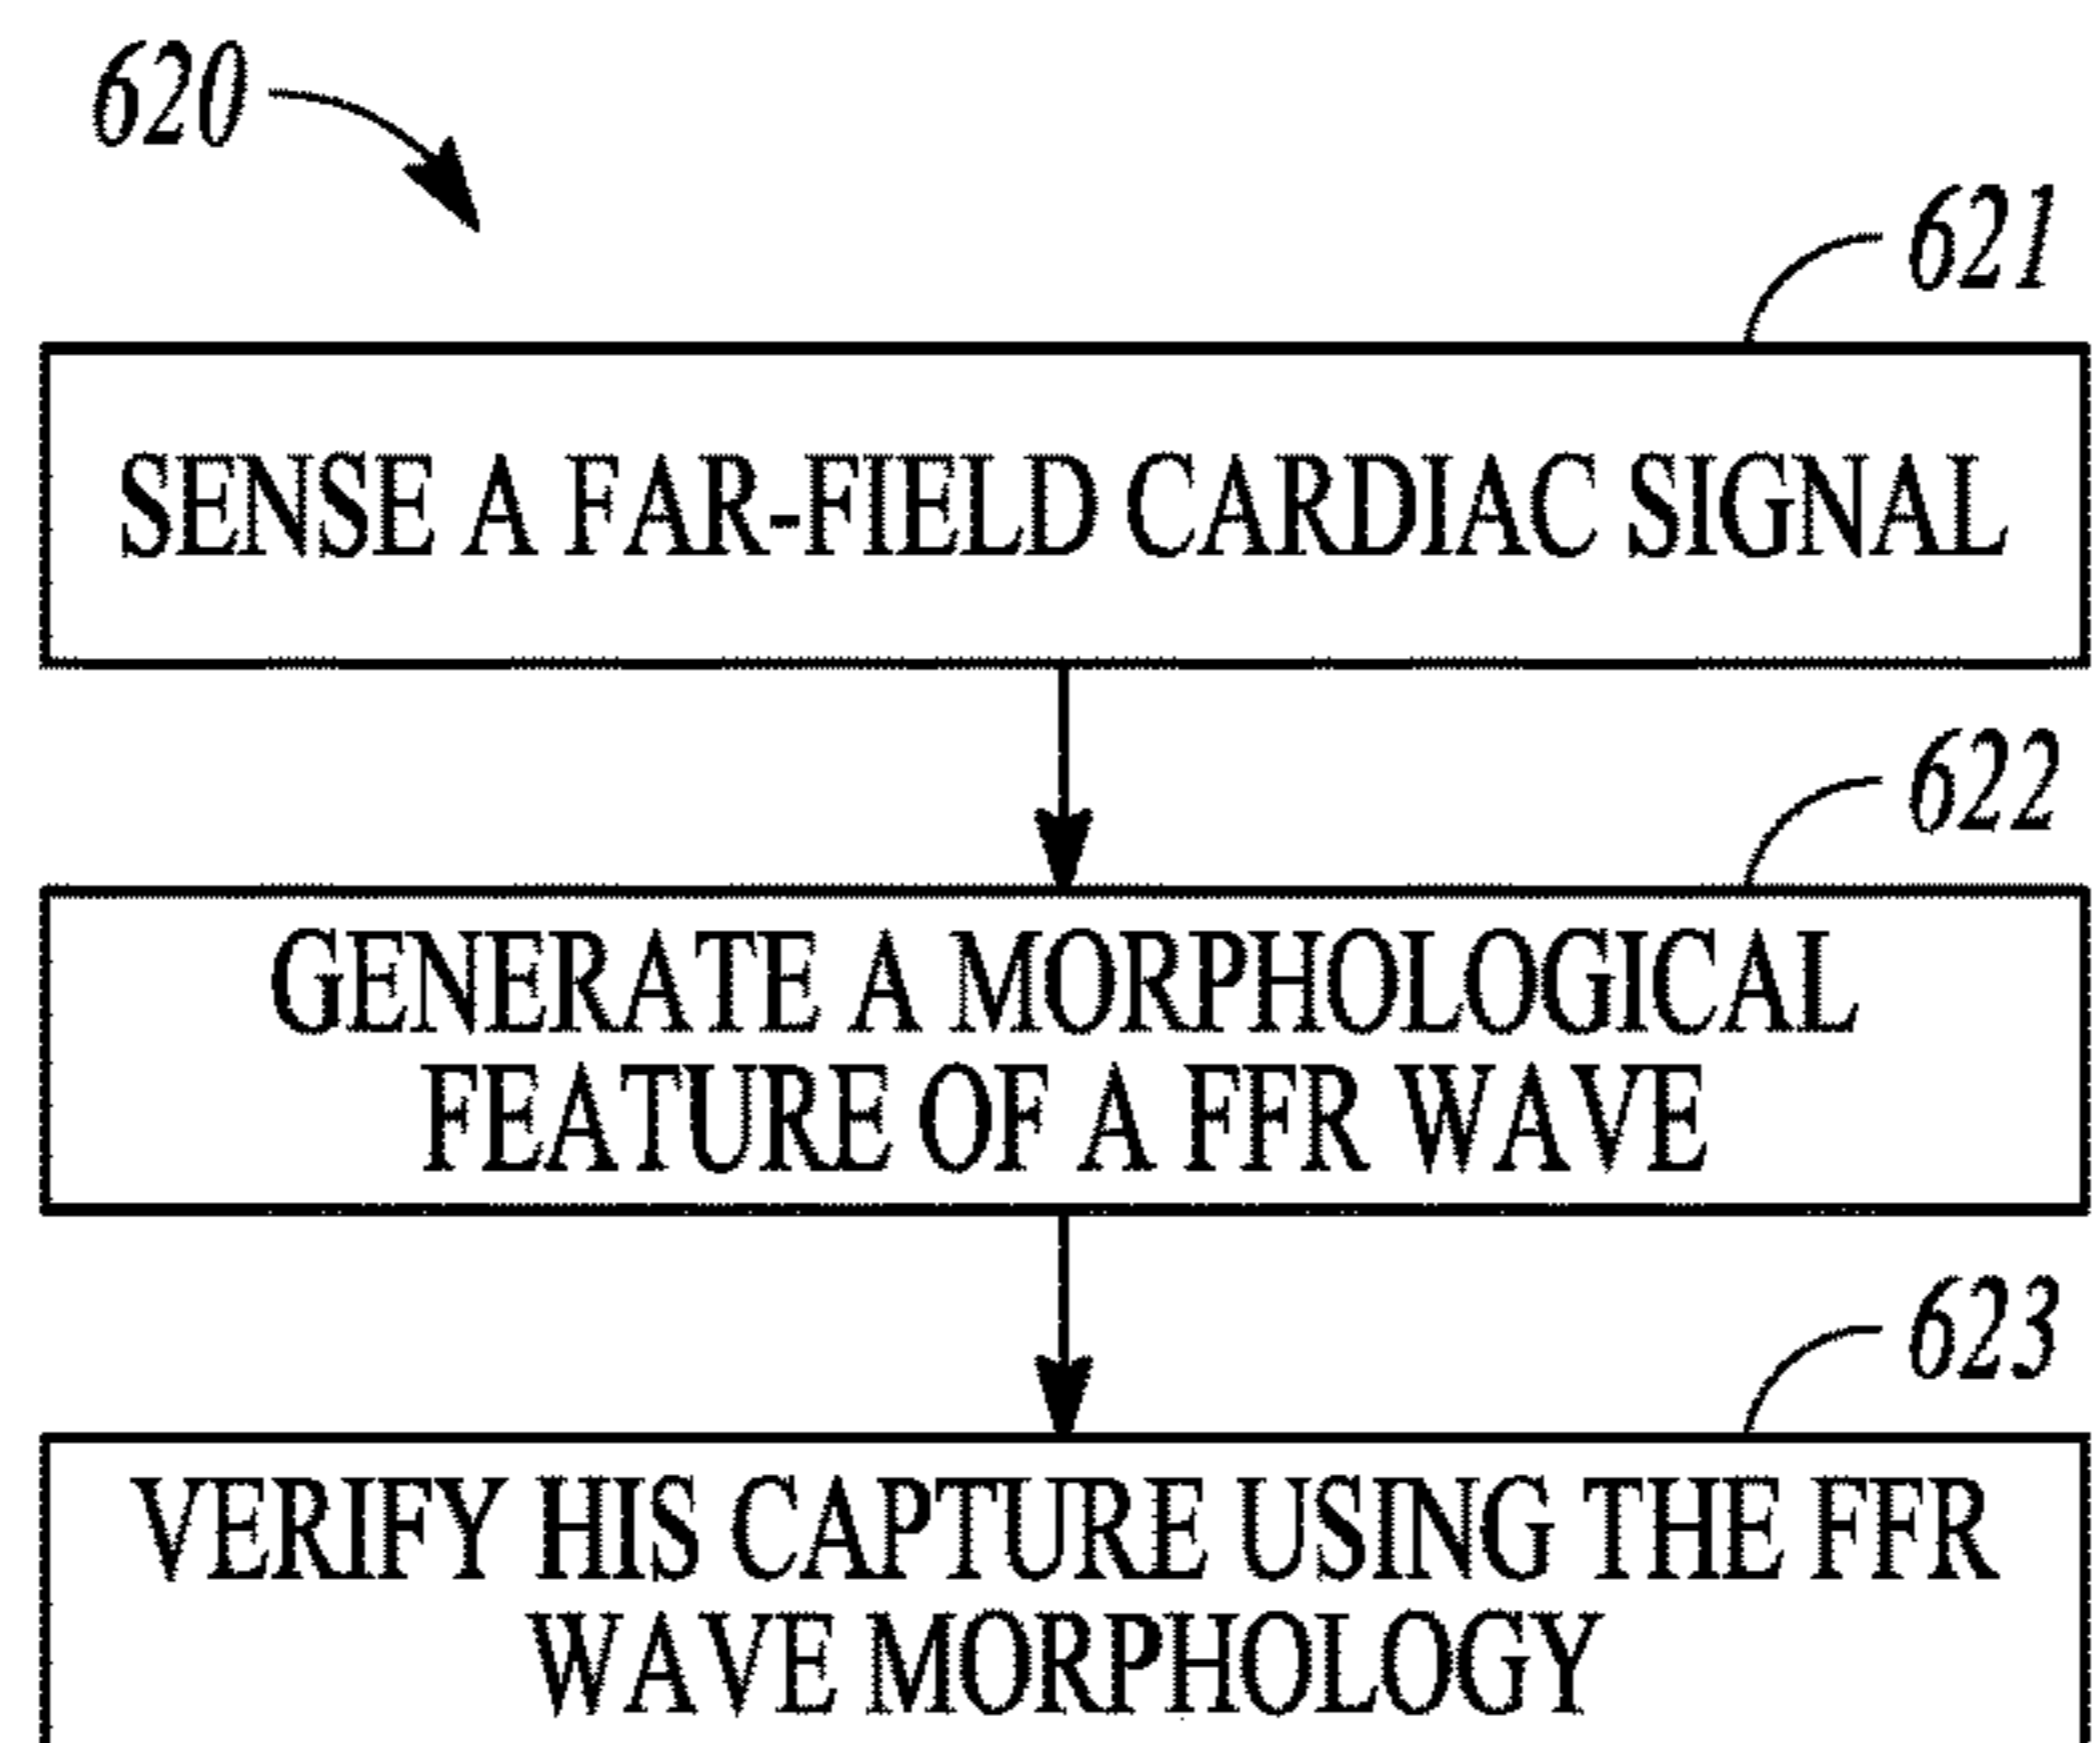 620
621
SENSE A FAR-FIELD CARDIAC SIGNAL
622
GENERATE A MORPHOLOGICAL
FEATURE OF A FFR WAVE
623
VERIFY HIS CAPTURE USING THE FFR
WAVE MORPHOLOGY